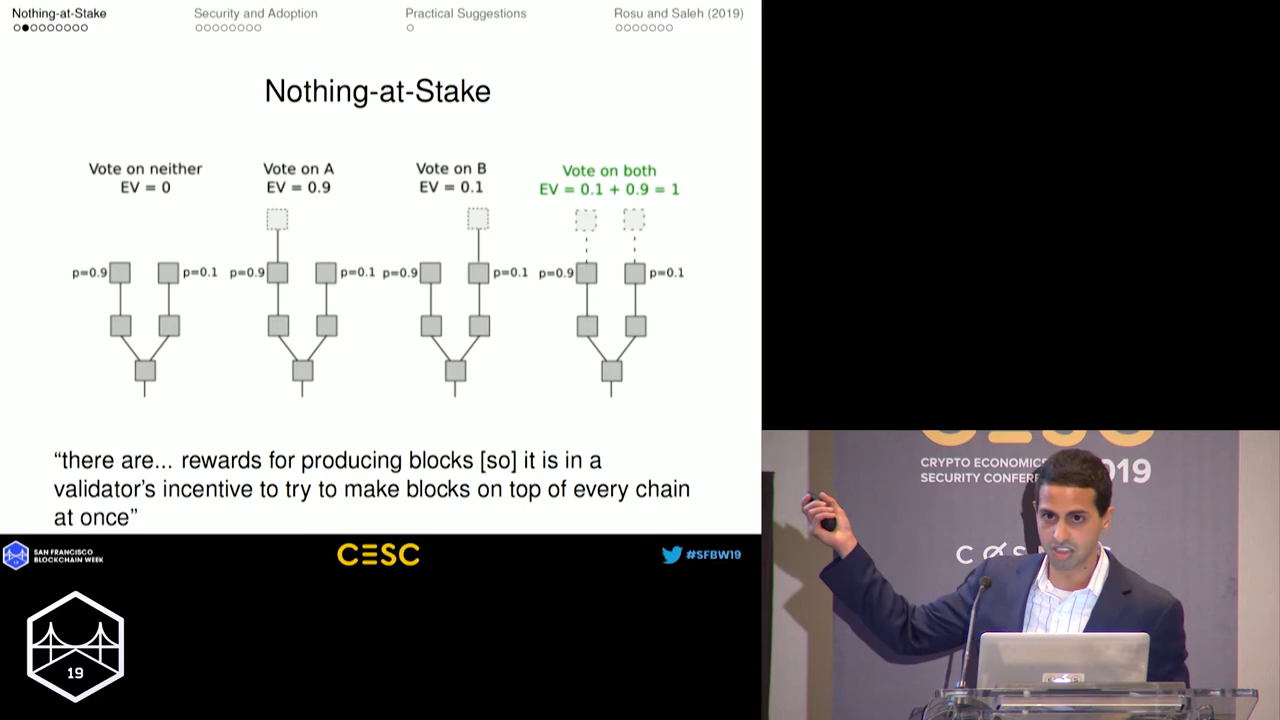 Nothing-at-Stake
Security and Adoption
Practical Suggestions
Rosu and Saleh (2019)
Nothing-at-Stake
Vote on neither
EV = 0
Vote on A
EV = 0.9
Vote on B
EV = 0.1
Vote on both
EV = 0.1 + 0.9 = 1
p=0.9
p=0.1
p=0.9
p=0.1
p=0.9
p=0.1
p=0.9
p=0.1
“there are... rewards for producing blocks [so] it is in a
validator’s incentive to try to make blocks on top of every chain
at once”
SAN FRANCISCO
BLOCKCHAIN WEEK
CESC
#SFBW19
19
CESC
CRYPTO ECONOMICS
SECURITY
2019